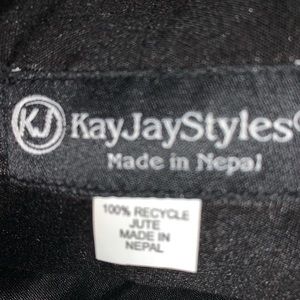 KJ KayJayStyles®
Made in Nepal
100% RECYCLE
JUTE
MADE IN
NEPAL